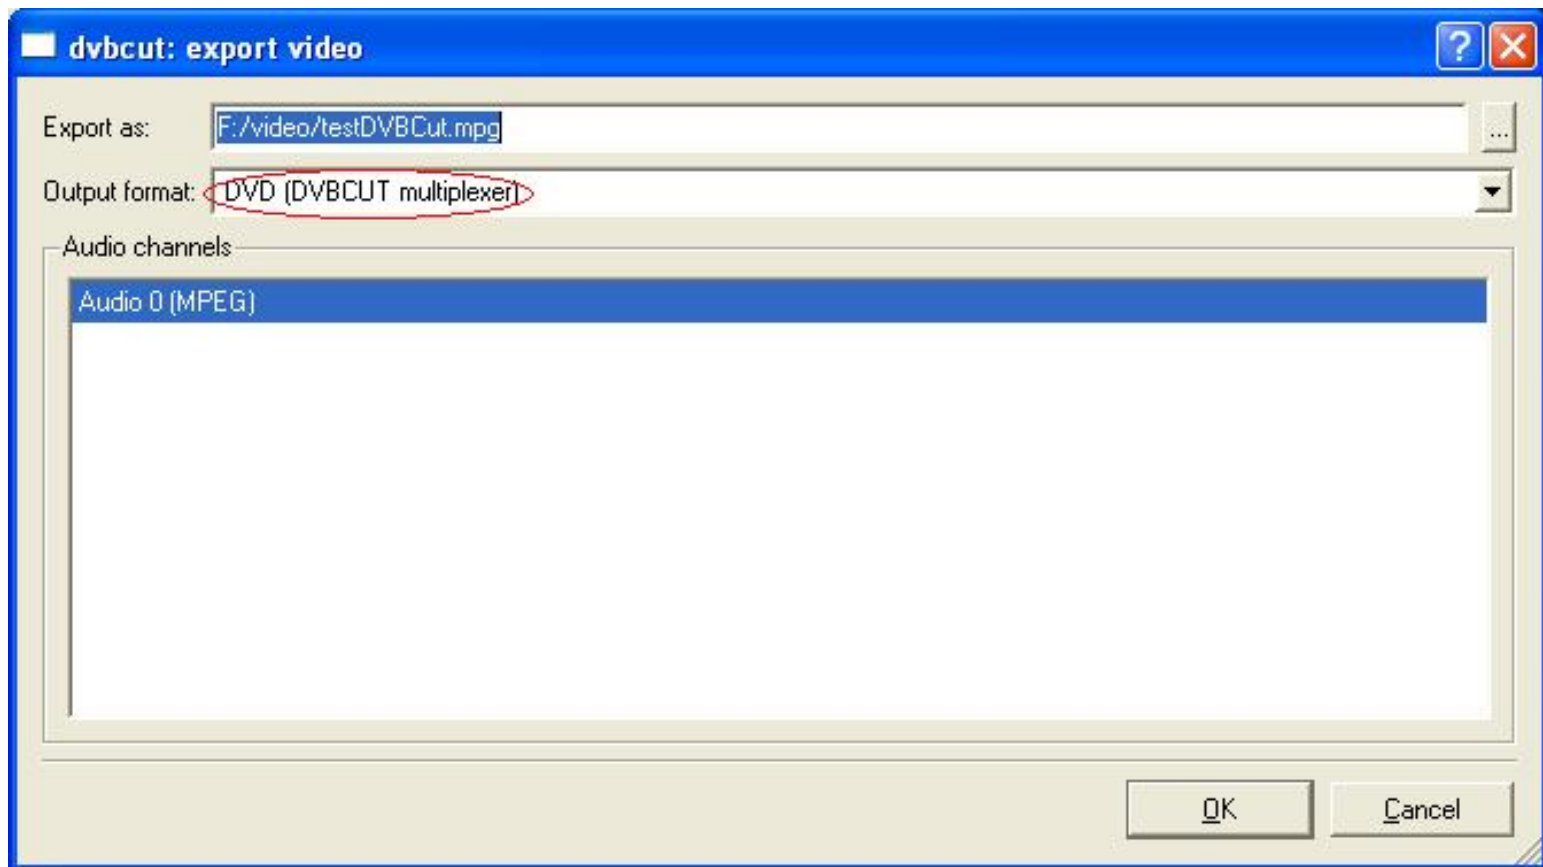 dvbcut: export video
Export as: F:/video/testDVBCut.mpg ...
Output format: DVD (DVBCUT multiplexer)
Audio channels
Audio 0 (MPEG)
OK Cancel